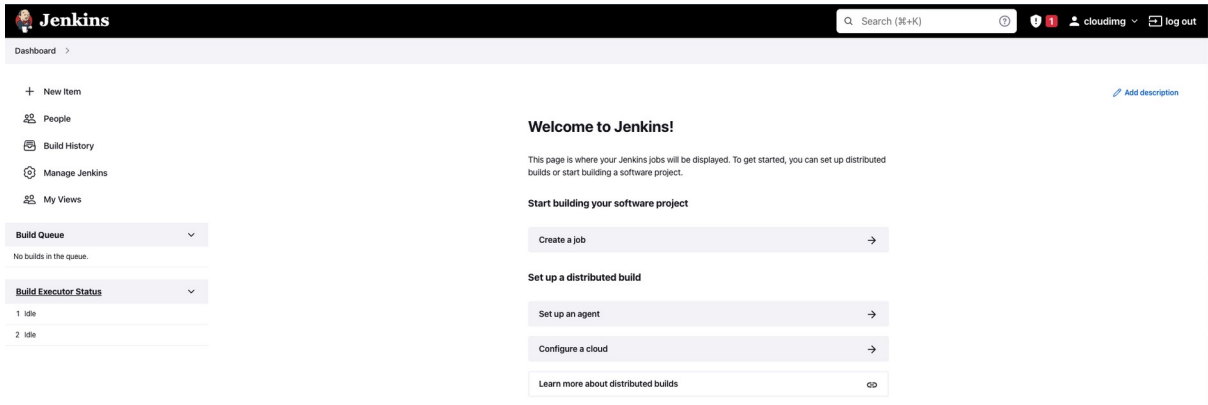 Jenkins
Search (⌘+K)
1
cloudimg
log out
Dashboard
New Item
People
Build History
Manage Jenkins
My Views
Build Queue
No builds in the queue.
Build Executor Status
1 Idle
2 Idle
Add description
Welcome to Jenkins!
This page is where your Jenkins jobs will be displayed. To get started, you can set up distributed
builds or start building a software project.
Start building your software project
Create a job
Set up a distributed build
Set up an agent
Configure a cloud
Learn more about distributed builds